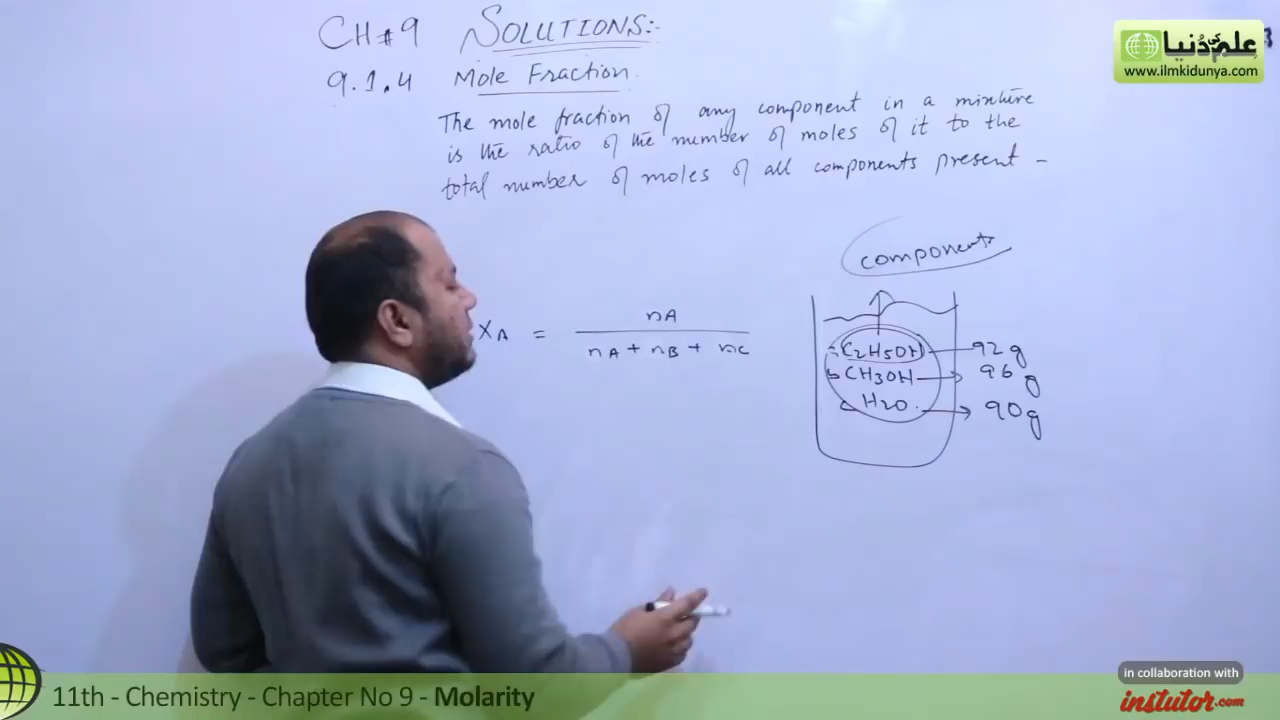 CH#9 SOLUTIONS:-
علم کی دُنیا
www.ilmkidunya.com
9.1.4 Mole Fraction.
The mole fraction of any component in a mixture
is the ratio of the number of moles of it to the
total number of moles of all components present -
components
XA = nA
nA + nB + nC
C2H5OH 92g
CH3OH 96g
H2O. 90g
in collaboration with
instutor.com
11th - Chemistry - Chapter No 9 - Molarity